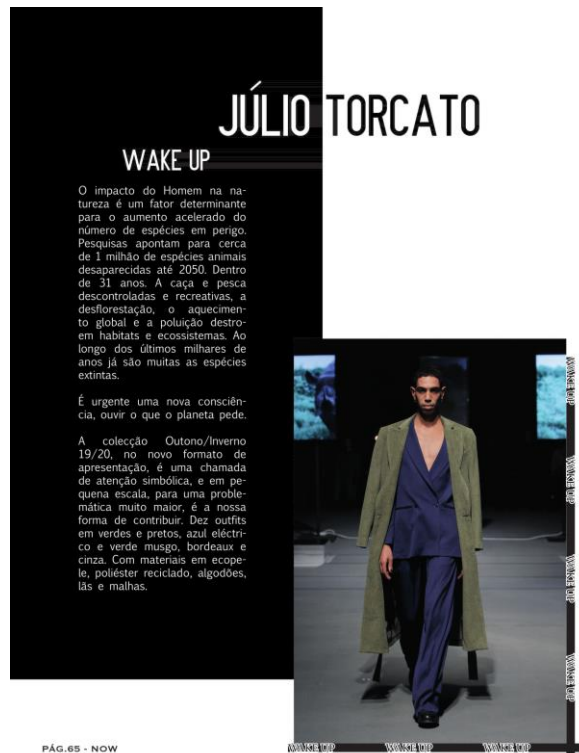 JÚLIO TORCATO
WAKE UP
O impacto do Homem na na-
tureza é um fator determinante
para o aumento acelerado do
número de espécies em perigo.
Pesquisas apontam para cerca
de 1 milhão de espécies animais
desaparecidas até 2050. Dentro
de 31 anos. A caça e pesca
descontroladas e recreativas, a
desflorestação, o aquecimen-
to global e a poluição destro-
em habitats e ecossistemas. Ao
longo dos últimos milhares de
anos já são muitas as espécies
extintas.
É urgente uma nova consciên-
cia, ouvir o que o planeta pede.
A colecção Outono/Inverno
19/20, no novo formato de
apresentação, é uma chamada
de atenção simbólica, e em pe-
quena escala, para uma proble-
mática muito maior, é a nossa
forma de contribuir. Dez outfits
em verdes e pretos, azul eléctri-
co e verde musgo, bordeaux e
cinza. Com materiais em ecope-
le, poliéster reciclado, algodões,
lãs e malhas.
WAKE UP
WAKE UP
WAKE UP
WAKE UP
WAKE UP WAKE UP WAKE UP
PÁG.65 - NOW